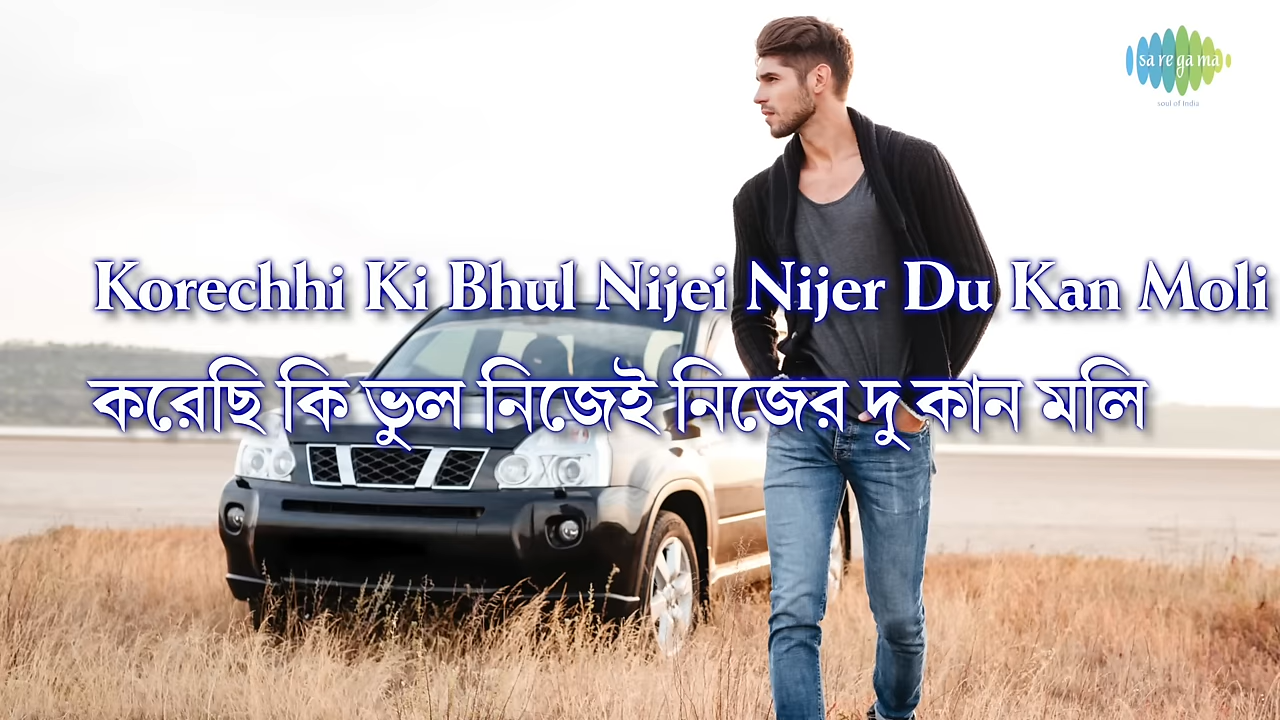 sa re ga ma
soul of India
Korechhi Ki Bhul Nijei Nijer Du Kan Moli
করেছি কি ভুল নিজেই নিজের দু কান মলি